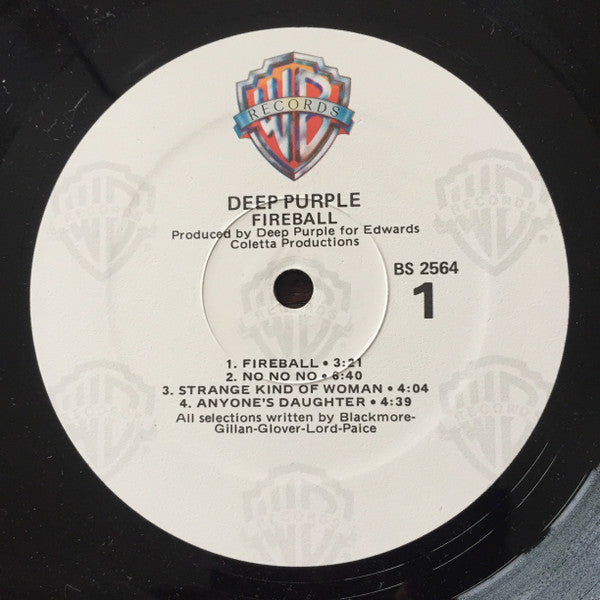 WB
RECORDS
DEEP PURPLE
FIREBALL
Produced by Deep Purple for Edwards
Coletta Productions
BS 2564
1
1. FIREBALL • 3:21
2. NO NO NO • 6:40
3. STRANGE KIND OF WOMAN • 4:04
4. ANYONE'S DAUGHTER • 4:39
All selections written by Blackmore-
Gillan-Glover-Lord-Paice